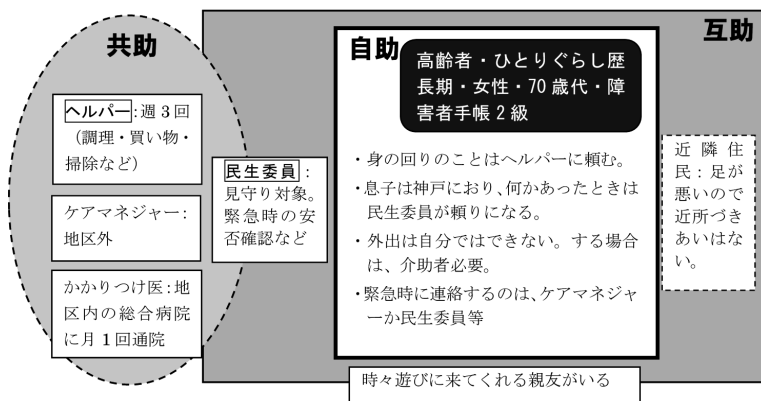 共助
ヘルパー:週3回
(調理・買い物・
掃除など)
ケアマネジャー:
地区外
かかりつけ医:地
区内の総合病院
に月1回通院
民生委員:
見守り対象。
緊急時の安
否確認など
自助
高齢者・ひとりぐらし歴
長期・女性・70歳代・障
害者手帳2級
・身の回りのことはヘルパーに頼む。
・息子は神戸におり、何かあったときは
民生委員が頼りになる。
・外出は自分ではできない。する場合
は、介助者必要。
・緊急時に連絡するのは、ケアマネジャ
ーか民生委員等
互助
近隣住
民:足が
悪いので
近所づき
あいはな
い。
時々遊びに来てくれる親友がいる